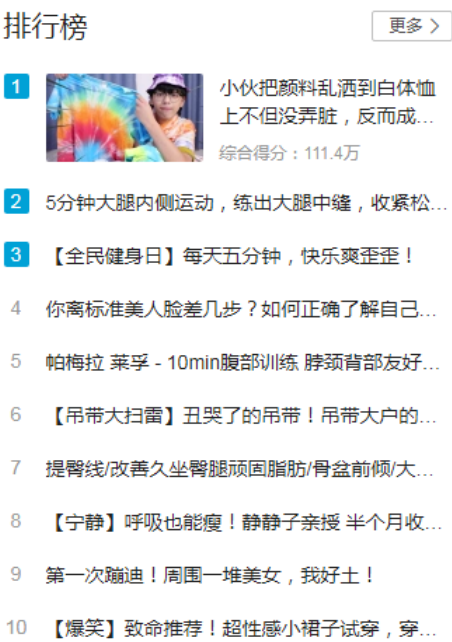 排行榜
更多
1
小伙把颜料乱洒到白体恤
上不但没弄脏，反而成...
综合得分：111.4万
2 5分钟大腿内侧运动，练出大腿中缝，收紧松...
3 【全民健身日】每天五分钟，快乐爽歪歪！
4 你离标准美人脸差几步？如何正确了解自己...
5 帕梅拉 莱孚 - 10min腹部训练 脖颈背部友好...
6 【吊带大扫雷】丑哭了的吊带！吊带大户的...
7 提臀线/改善久坐臀腿顽固脂肪/骨盆前倾/大...
8 【宁静】呼吸也能瘦！静静子亲授 半个月收...
9 第一次蹦迪！周围一堆美女，我好土！
10 【爆笑】致命推荐！超性感小裙子试穿，穿...